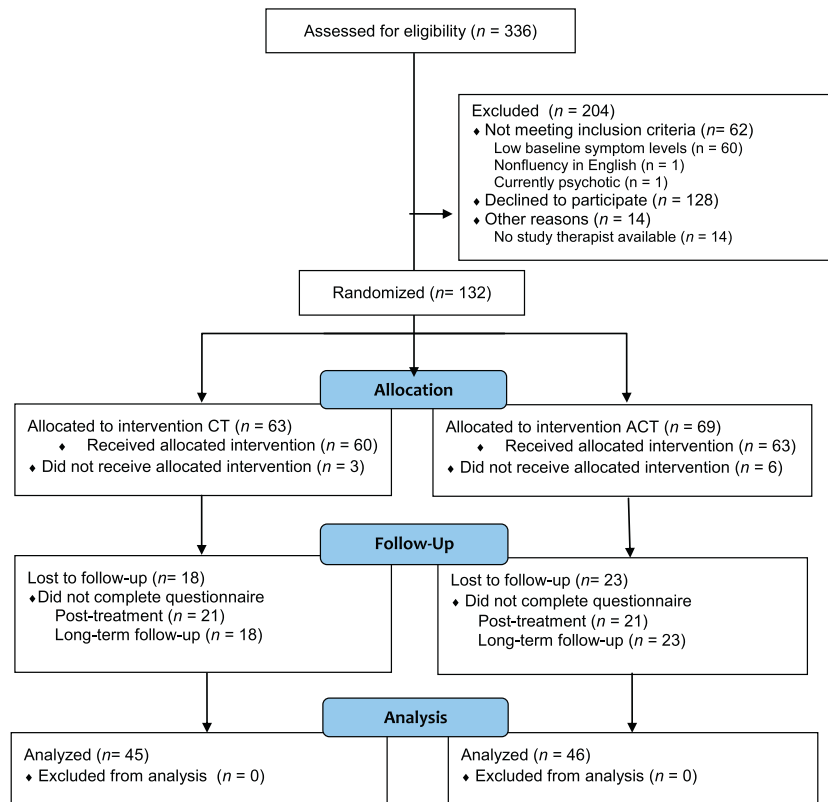 Assessed for eligibility (n = 336)
Excluded (n = 204)
♦ Not meeting inclusion criteria (n= 62)
Low baseline symptom levels (n = 60)
Nonfluency in English (n = 1)
Currently psychotic (n = 1)
♦ Declined to participate (n = 128)
♦ Other reasons (n = 14)
No study therapist available (n = 14)
Randomized (n= 132)
Allocation
Allocated to intervention CT (n = 63)
♦ Received allocated intervention (n = 60)
♦ Did not receive allocated intervention (n = 3)
Allocated to intervention ACT (n = 69)
♦ Received allocated intervention (n = 63)
♦ Did not receive allocated intervention (n = 6)
Follow-Up
Lost to follow-up (n= 18)
♦Did not complete questionnaire
Post-treatment (n = 21)
Long-term follow-up (n = 18)
Lost to follow-up (n = 23)
♦ Did not complete questionnaire
Post-treatment (n = 21)
Long-term follow-up (n = 23)
Analysis
Analyzed (n= 45)
♦ Excluded from analysis (n = 0)
Analyzed (n = 46)
♦ Excluded from analysis (n = 0)